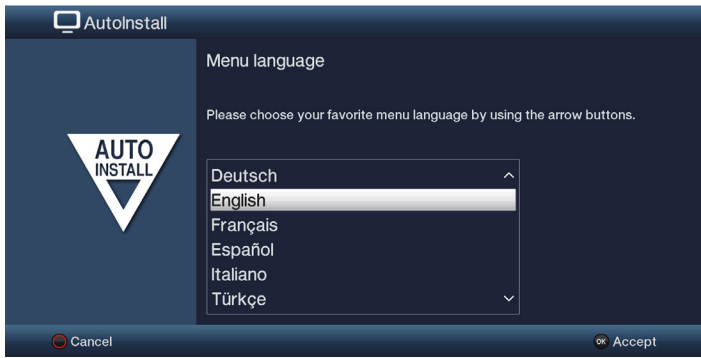 AutoInstall
Menu language
Please choose your favorite menu language by using the arrow buttons.
AUTO
INSTALL
Deutsch
English
Français
Español
Italiano
Türkçe
Cancel
OK Accept